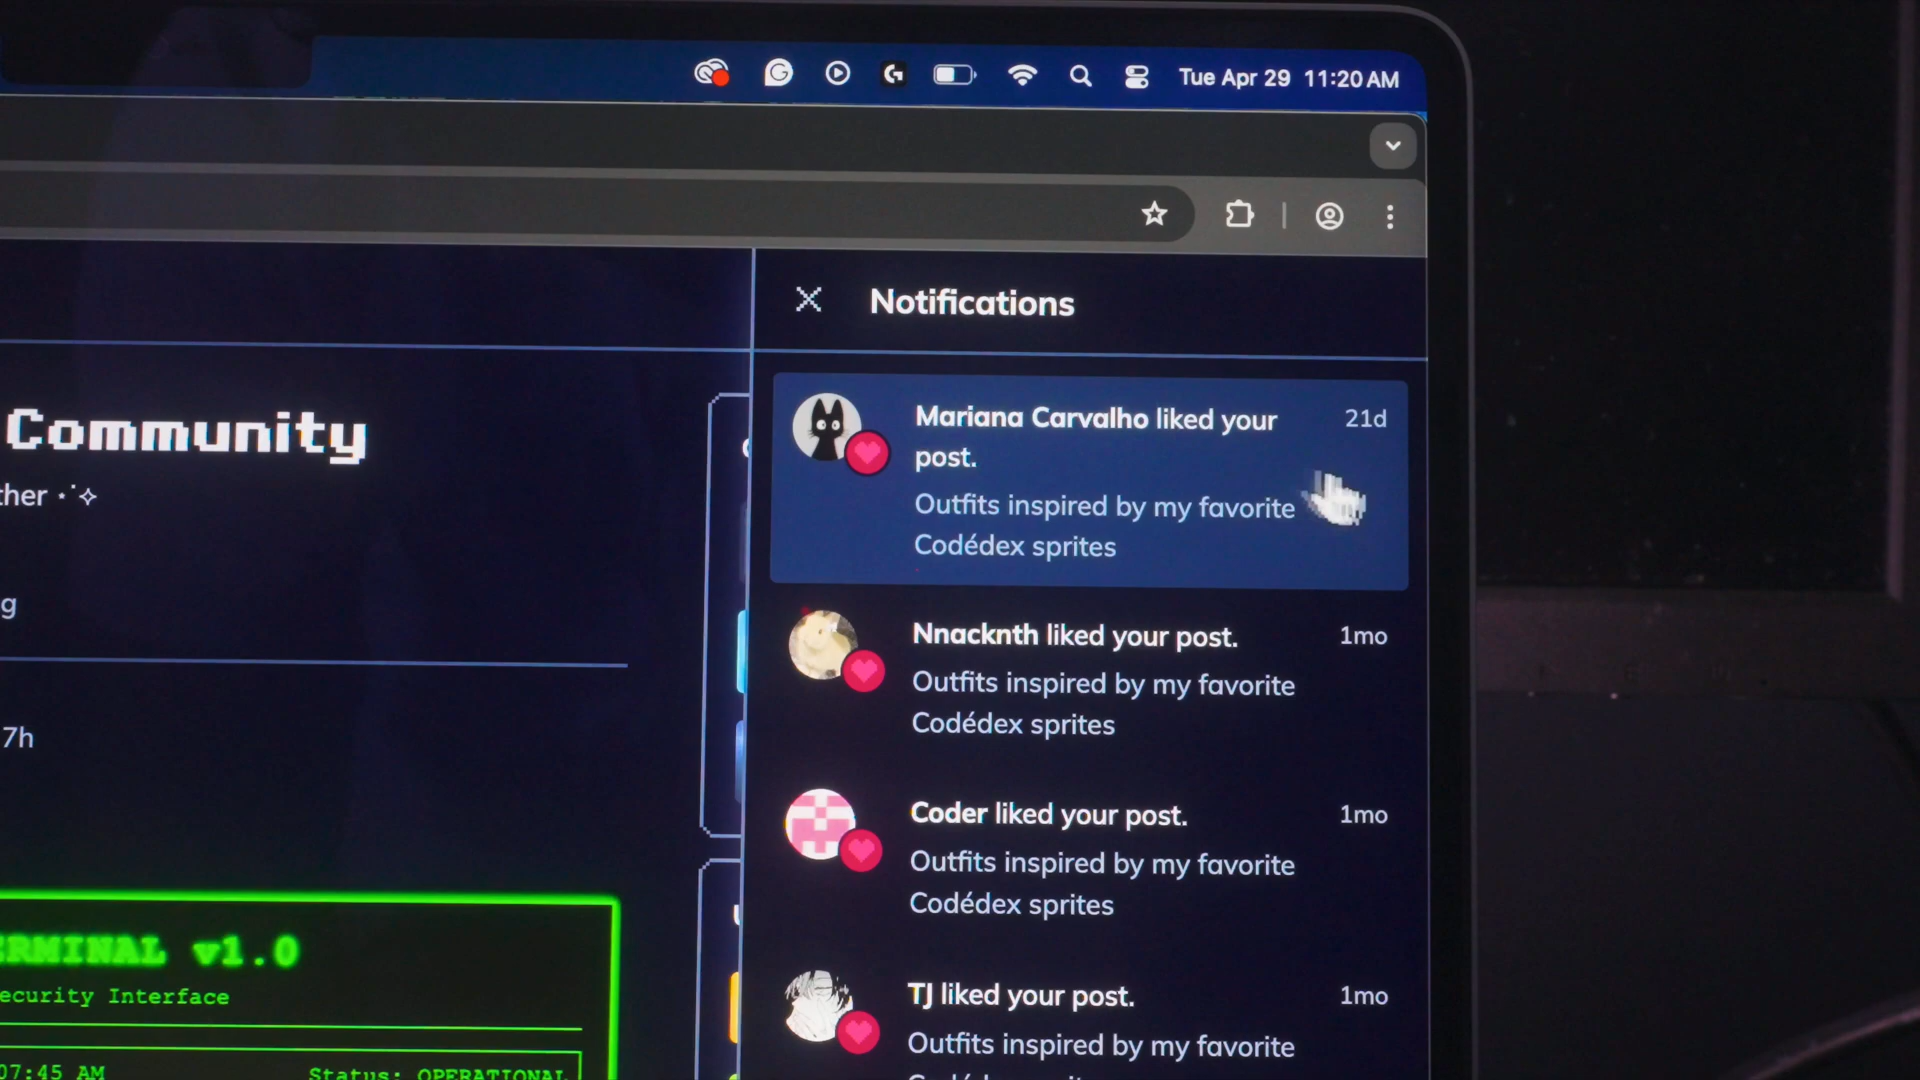 Tue Apr 29 11:20 AM
Notifications
Community
ther
g
7h
Mariana Carvalho liked your
post.
21d
Outfits inspired by my favorite
Codédex sprites
Nnacknth liked your post.
1mo
Outfits inspired by my favorite
Codédex sprites
Coder liked your post.
1mo
Outfits inspired by my favorite
Codédex sprites
TJ liked your post.
1mo
Outfits inspired by my favorite
ERMINAL v1.0
ecurity Interface
07:45 AM
Status: OPERATIONAL